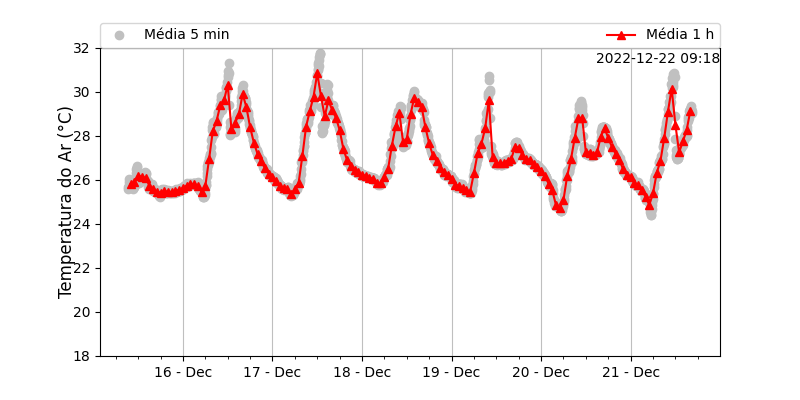 Média 5 min
Média 1 h
2022-12-22 09:18
Temperatura do Ar (°C)
32
30
28
26
24
22
20
18
16 - Dec
17 - Dec
18 - Dec
19 - Dec
20 - Dec
21 - Dec